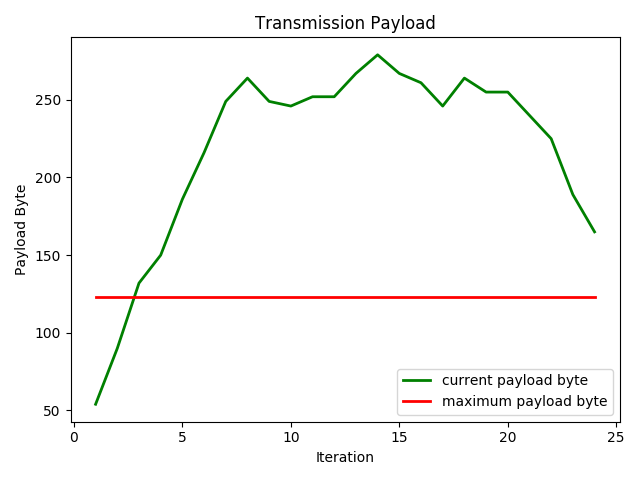 Transmission Payload
Payload Byte
250
200
150
100
50
0
5
10
15
20
25
Iteration
current payload byte
maximum payload byte